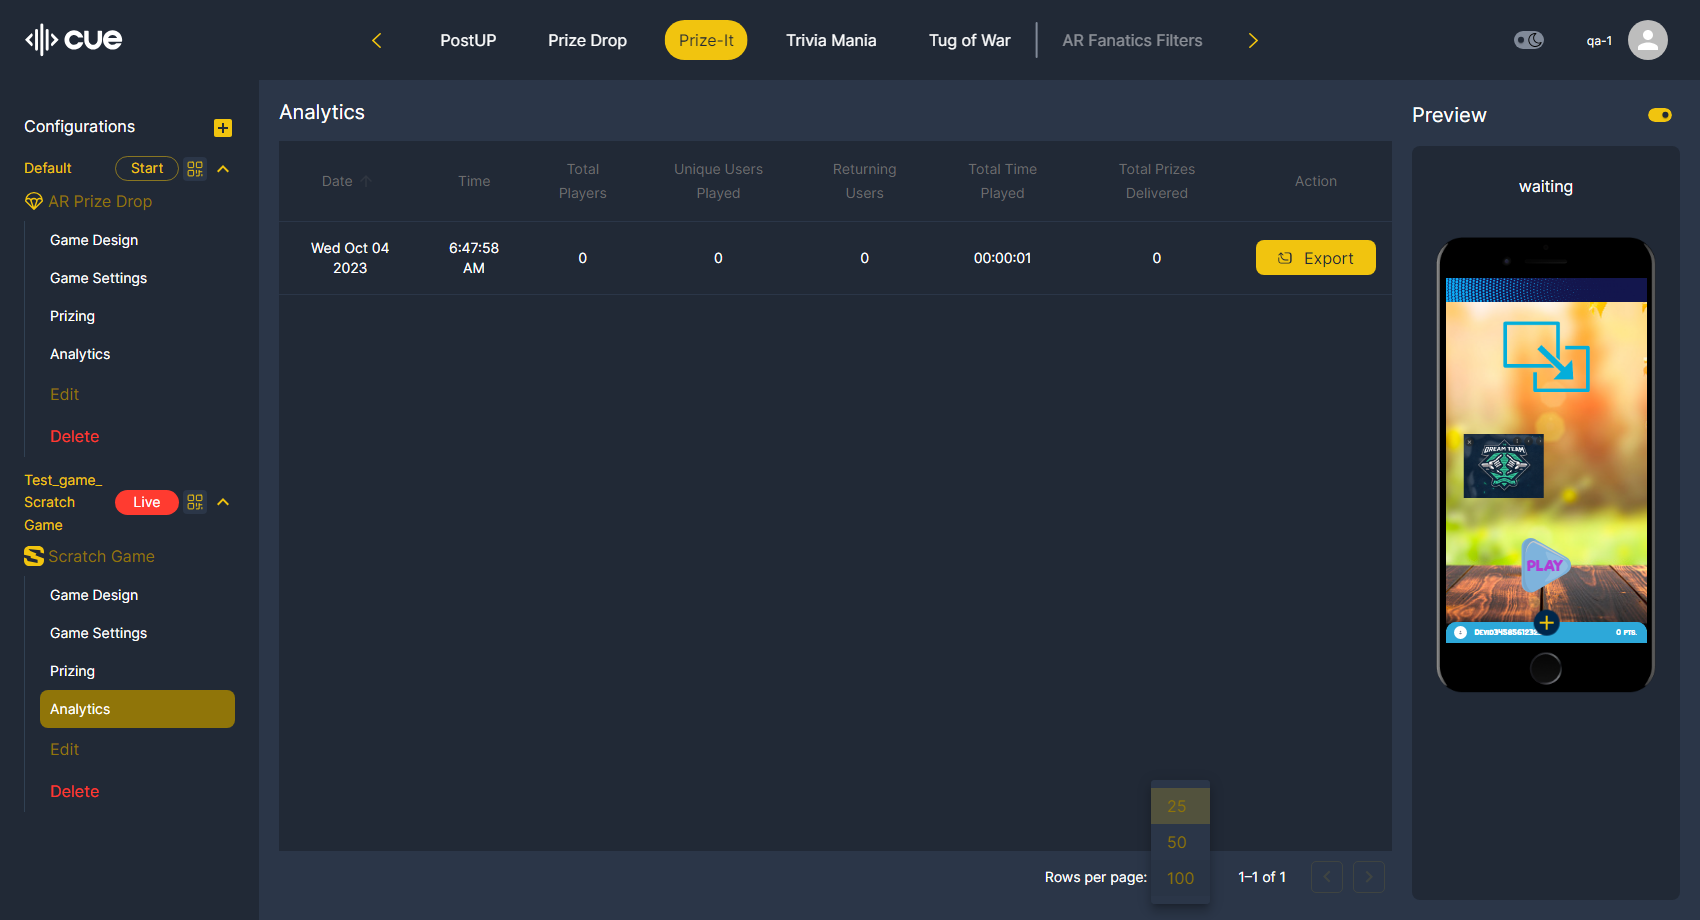 cue
PostUP
Prize Drop
Prize-It
Trivia Mania
Tug of War
AR Fanatics Filters
qa-1
Configurations
Default
Start
AR Prize Drop
Game Design
Game Settings
Prizing
Analytics
Edit
Delete
Test_game_
Scratch
Game
Live
Scratch Game
Game Design
Game Settings
Prizing
Analytics
Edit
Delete
Analytics
Date
Time
Total
Players
Unique Users
Played
Returning
Users
Total Time
Played
Total Prizes
Delivered
Action
Wed Oct 04
2023
6:47:58
AM
0
0
0
00:00:01
0
Export
Rows per page:
25
50
100
1–1 of 1
Preview
waiting
DREAM TEAM
PLAY
0 PTS.